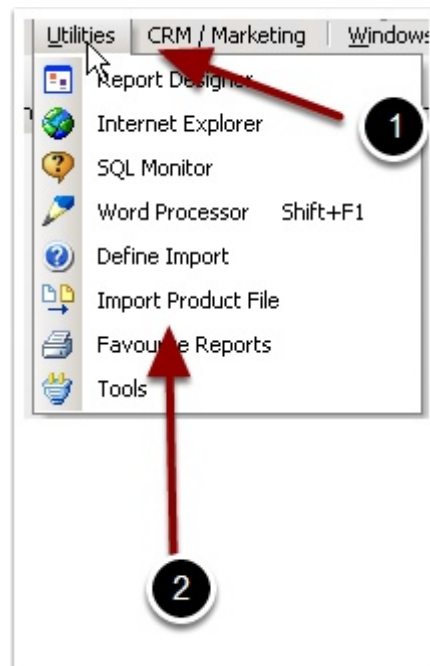 Utilities CRM / Marketing Windows
Report Designer
1
Internet Explorer
SQL Monitor
Word Processor Shift+F1
Define Import
Import Product File
Favourite Reports
Tools
2